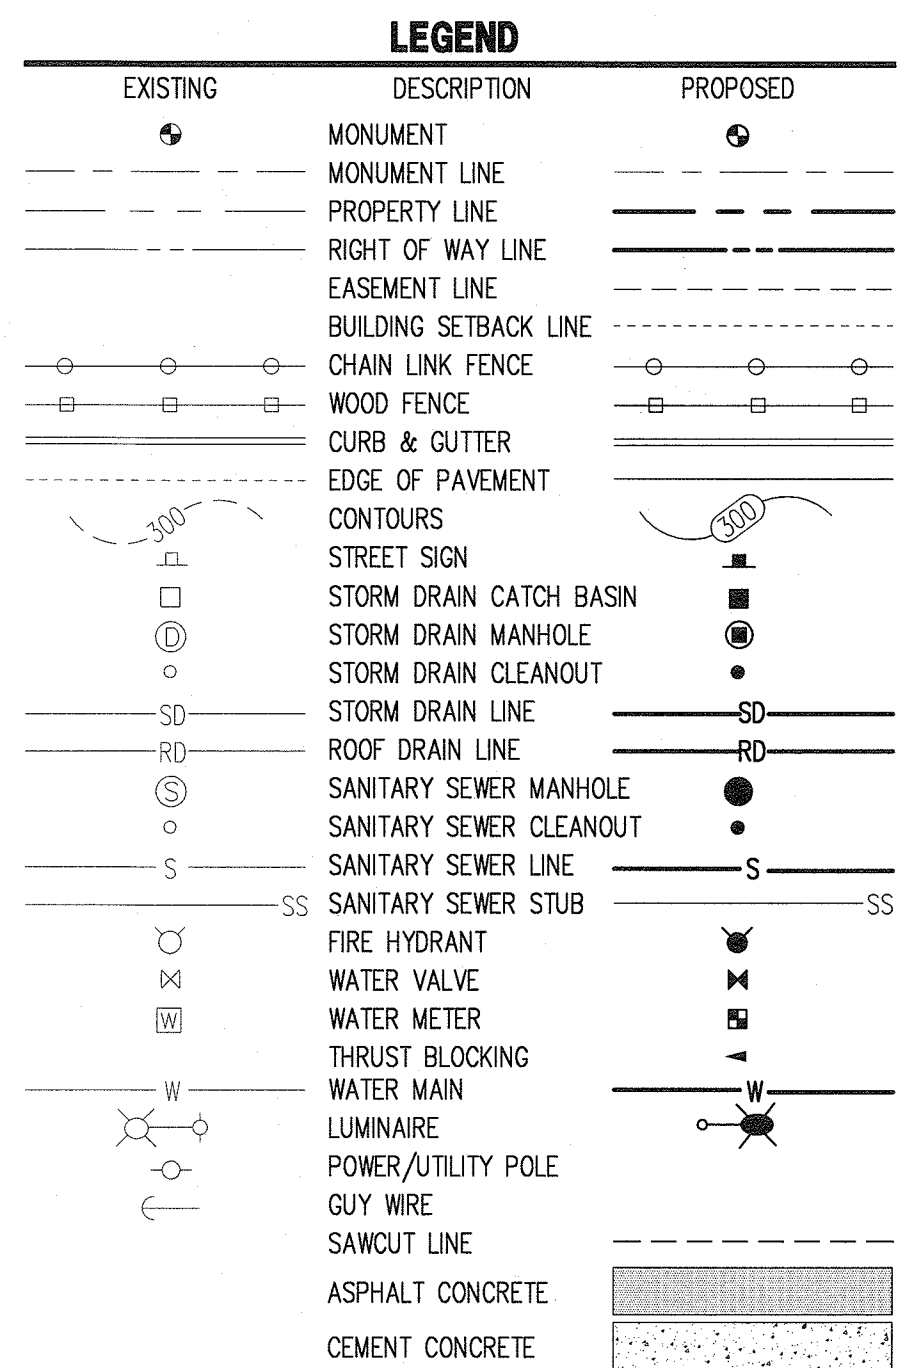 LEGEND
EXISTING DESCRIPTION PROPOSED
MONUMENT
MONUMENT LINE
PROPERTY LINE
RIGHT OF WAY LINE
EASEMENT LINE
BUILDING SETBACK LINE
CHAIN LINK FENCE
WOOD FENCE
CURB & GUTTER
EDGE OF PAVEMENT
300 CONTOURS 300
STREET SIGN
STORM DRAIN CATCH BASIN
D STORM DRAIN MANHOLE
STORM DRAIN CLEANOUT
SD STORM DRAIN LINE SD
RD ROOF DRAIN LINE RD
S SANITARY SEWER MANHOLE
SANITARY SEWER CLEANOUT
S SANITARY SEWER LINE S
SS SANITARY SEWER STUB SS
FIRE HYDRANT
WATER VALVE
W WATER METER
THRUST BLOCKING
W WATER MAIN W
LUMINAIRE
POWER/UTILITY POLE
GUY WIRE
SAWCUT LINE
ASPHALT CONCRETE
CEMENT CONCRETE